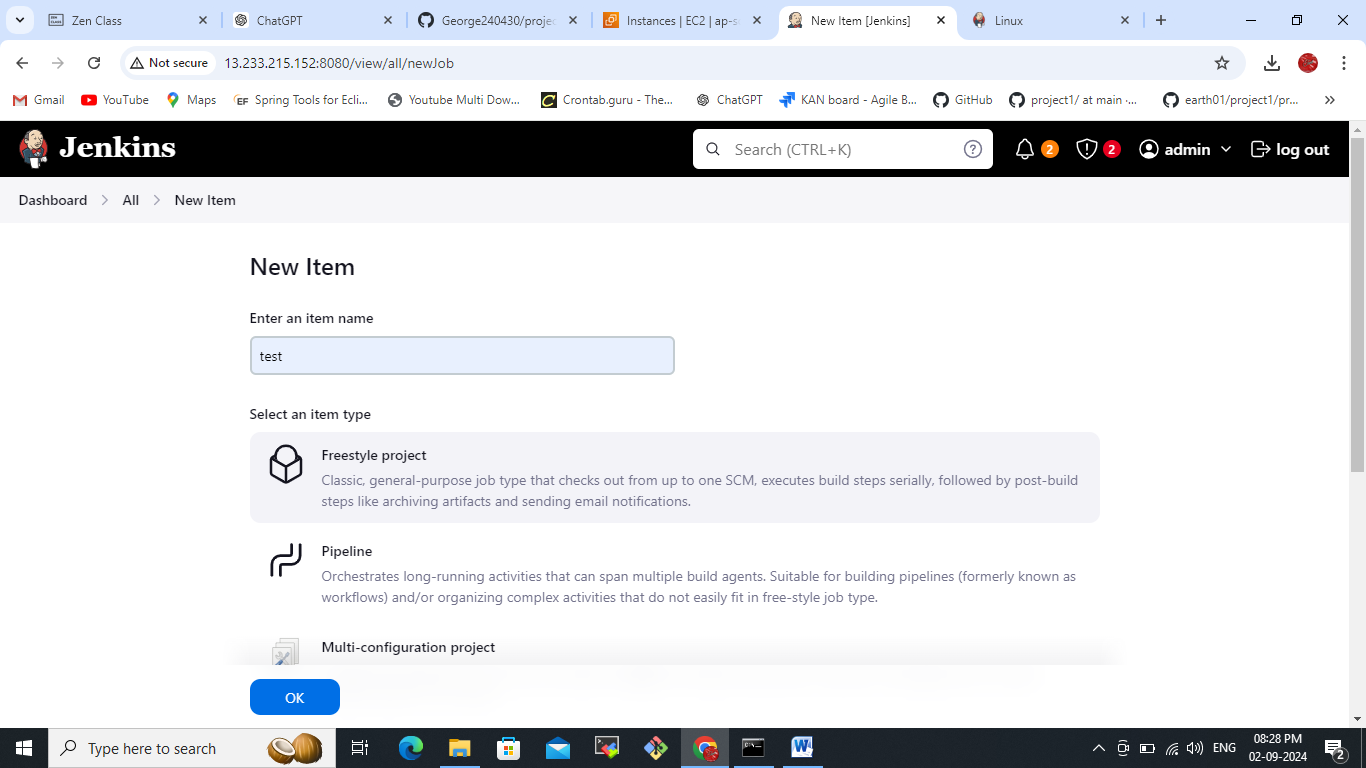 Zen Class
ChatGPT
George240430/projec
Instances | EC2 | ap-s
New Item [Jenkins]
Linux
Not secure
13.233.215.152:8080/view/all/newJob
Gmail
YouTube
Maps
EF
Spring Tools for Ecli...
Youtube Multi Dow...
Crontab.guru - The...
ChatGPT
KAN board - Agile B...
GitHub
project1/ at main ·...
earth01/project1/pr...
»
Jenkins
Search (CTRL+K)
2
2
admin
log out
Dashboard
All
New Item
New Item
Enter an item name
test
Select an item type
Freestyle project
Classic, general-purpose job type that checks out from up to one SCM, executes build steps serially, followed by post-build
steps like archiving artifacts and sending email notifications.
Pipeline
Orchestrates long-running activities that can span multiple build agents. Suitable for building pipelines (formerly known as
workflows) and/or organizing complex activities that do not easily fit in free-style job type.
Multi-configuration project
OK
Type here to search
ENG
08:28 PM
02-09-2024
2